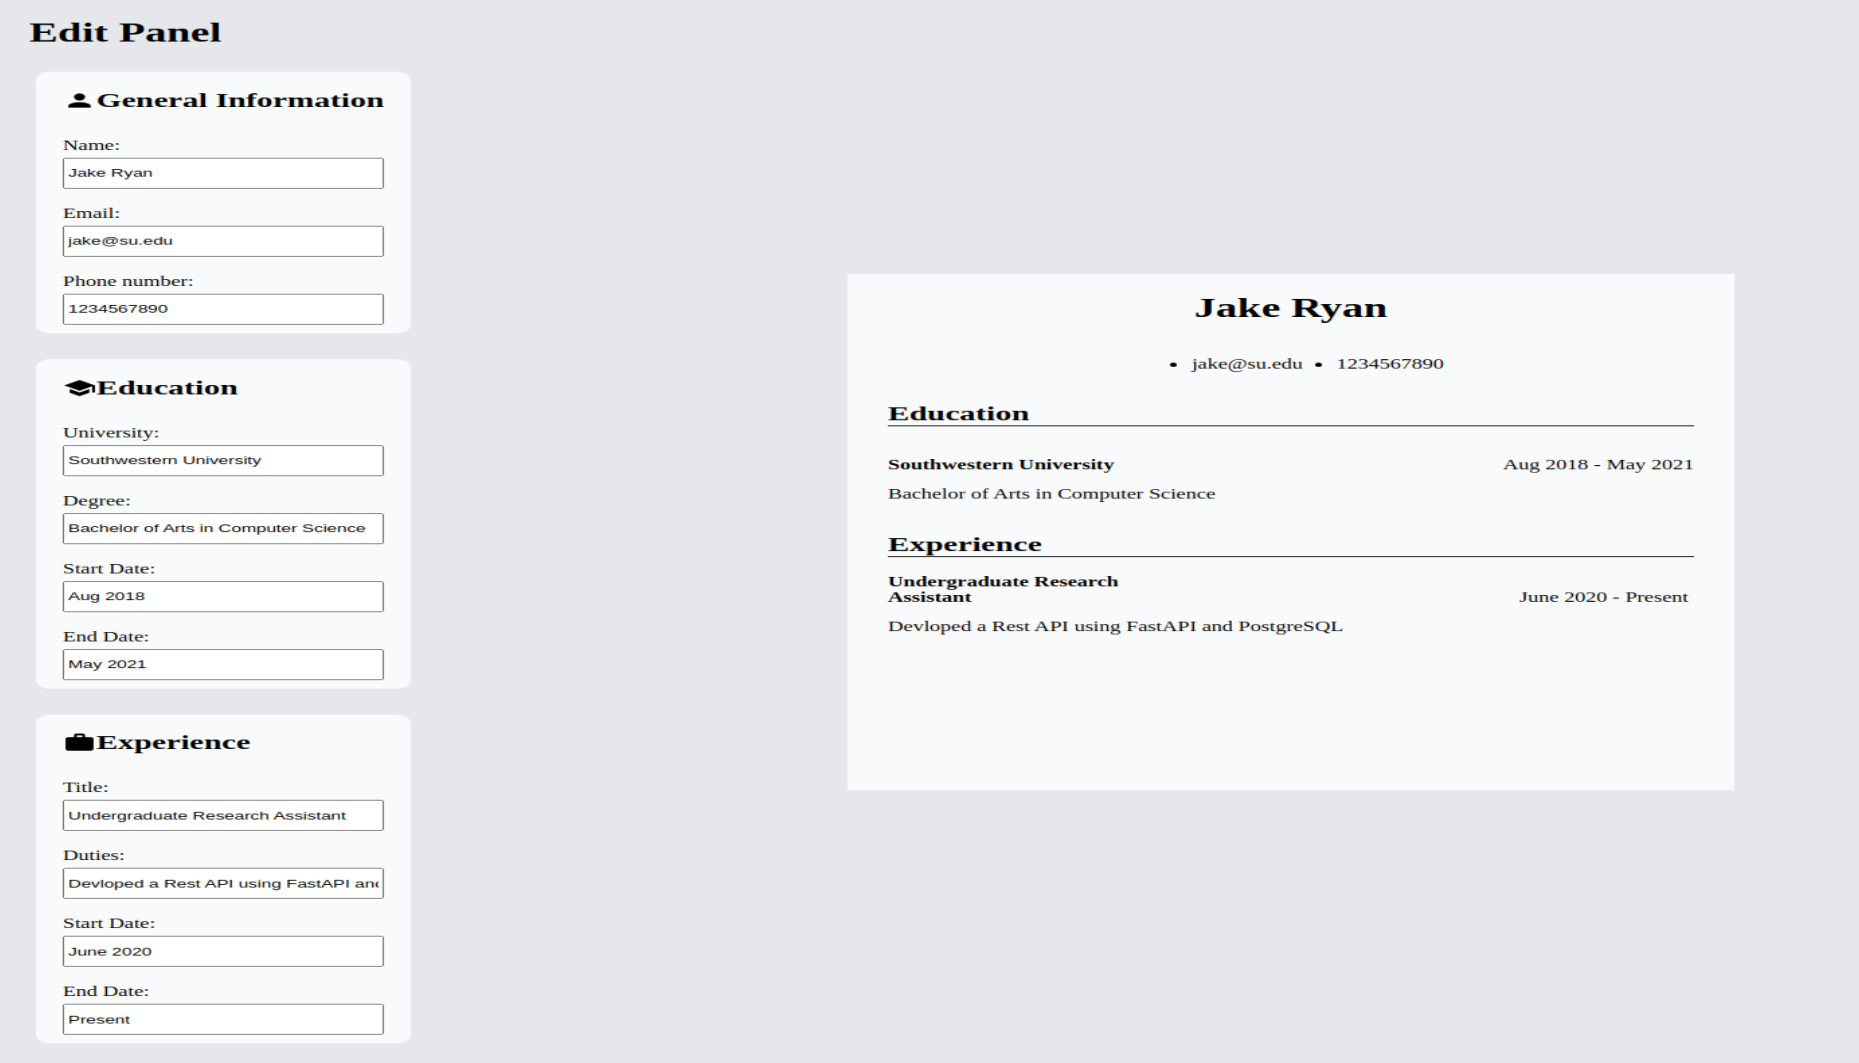 Edit Panel
General Information
Name:
Jake Ryan
Email:
jake@su.edu
Phone number:
1234567890
Education
University:
Southwestern University
Degree:
Bachelor of Arts in Computer Science
Start Date:
Aug 2018
End Date:
May 2021
Experience
Title:
Undergraduate Research Assistant
Duties:
Devloped a Rest API using FastAPI and
Start Date:
June 2020
End Date:
Present
Jake Ryan
• jake@su.edu • 1234567890
Education
Southwestern University Aug 2018 - May 2021
Bachelor of Arts in Computer Science
Experience
Undergraduate Research
Assistant June 2020 - Present
Devloped a Rest API using FastAPI and PostgreSQL